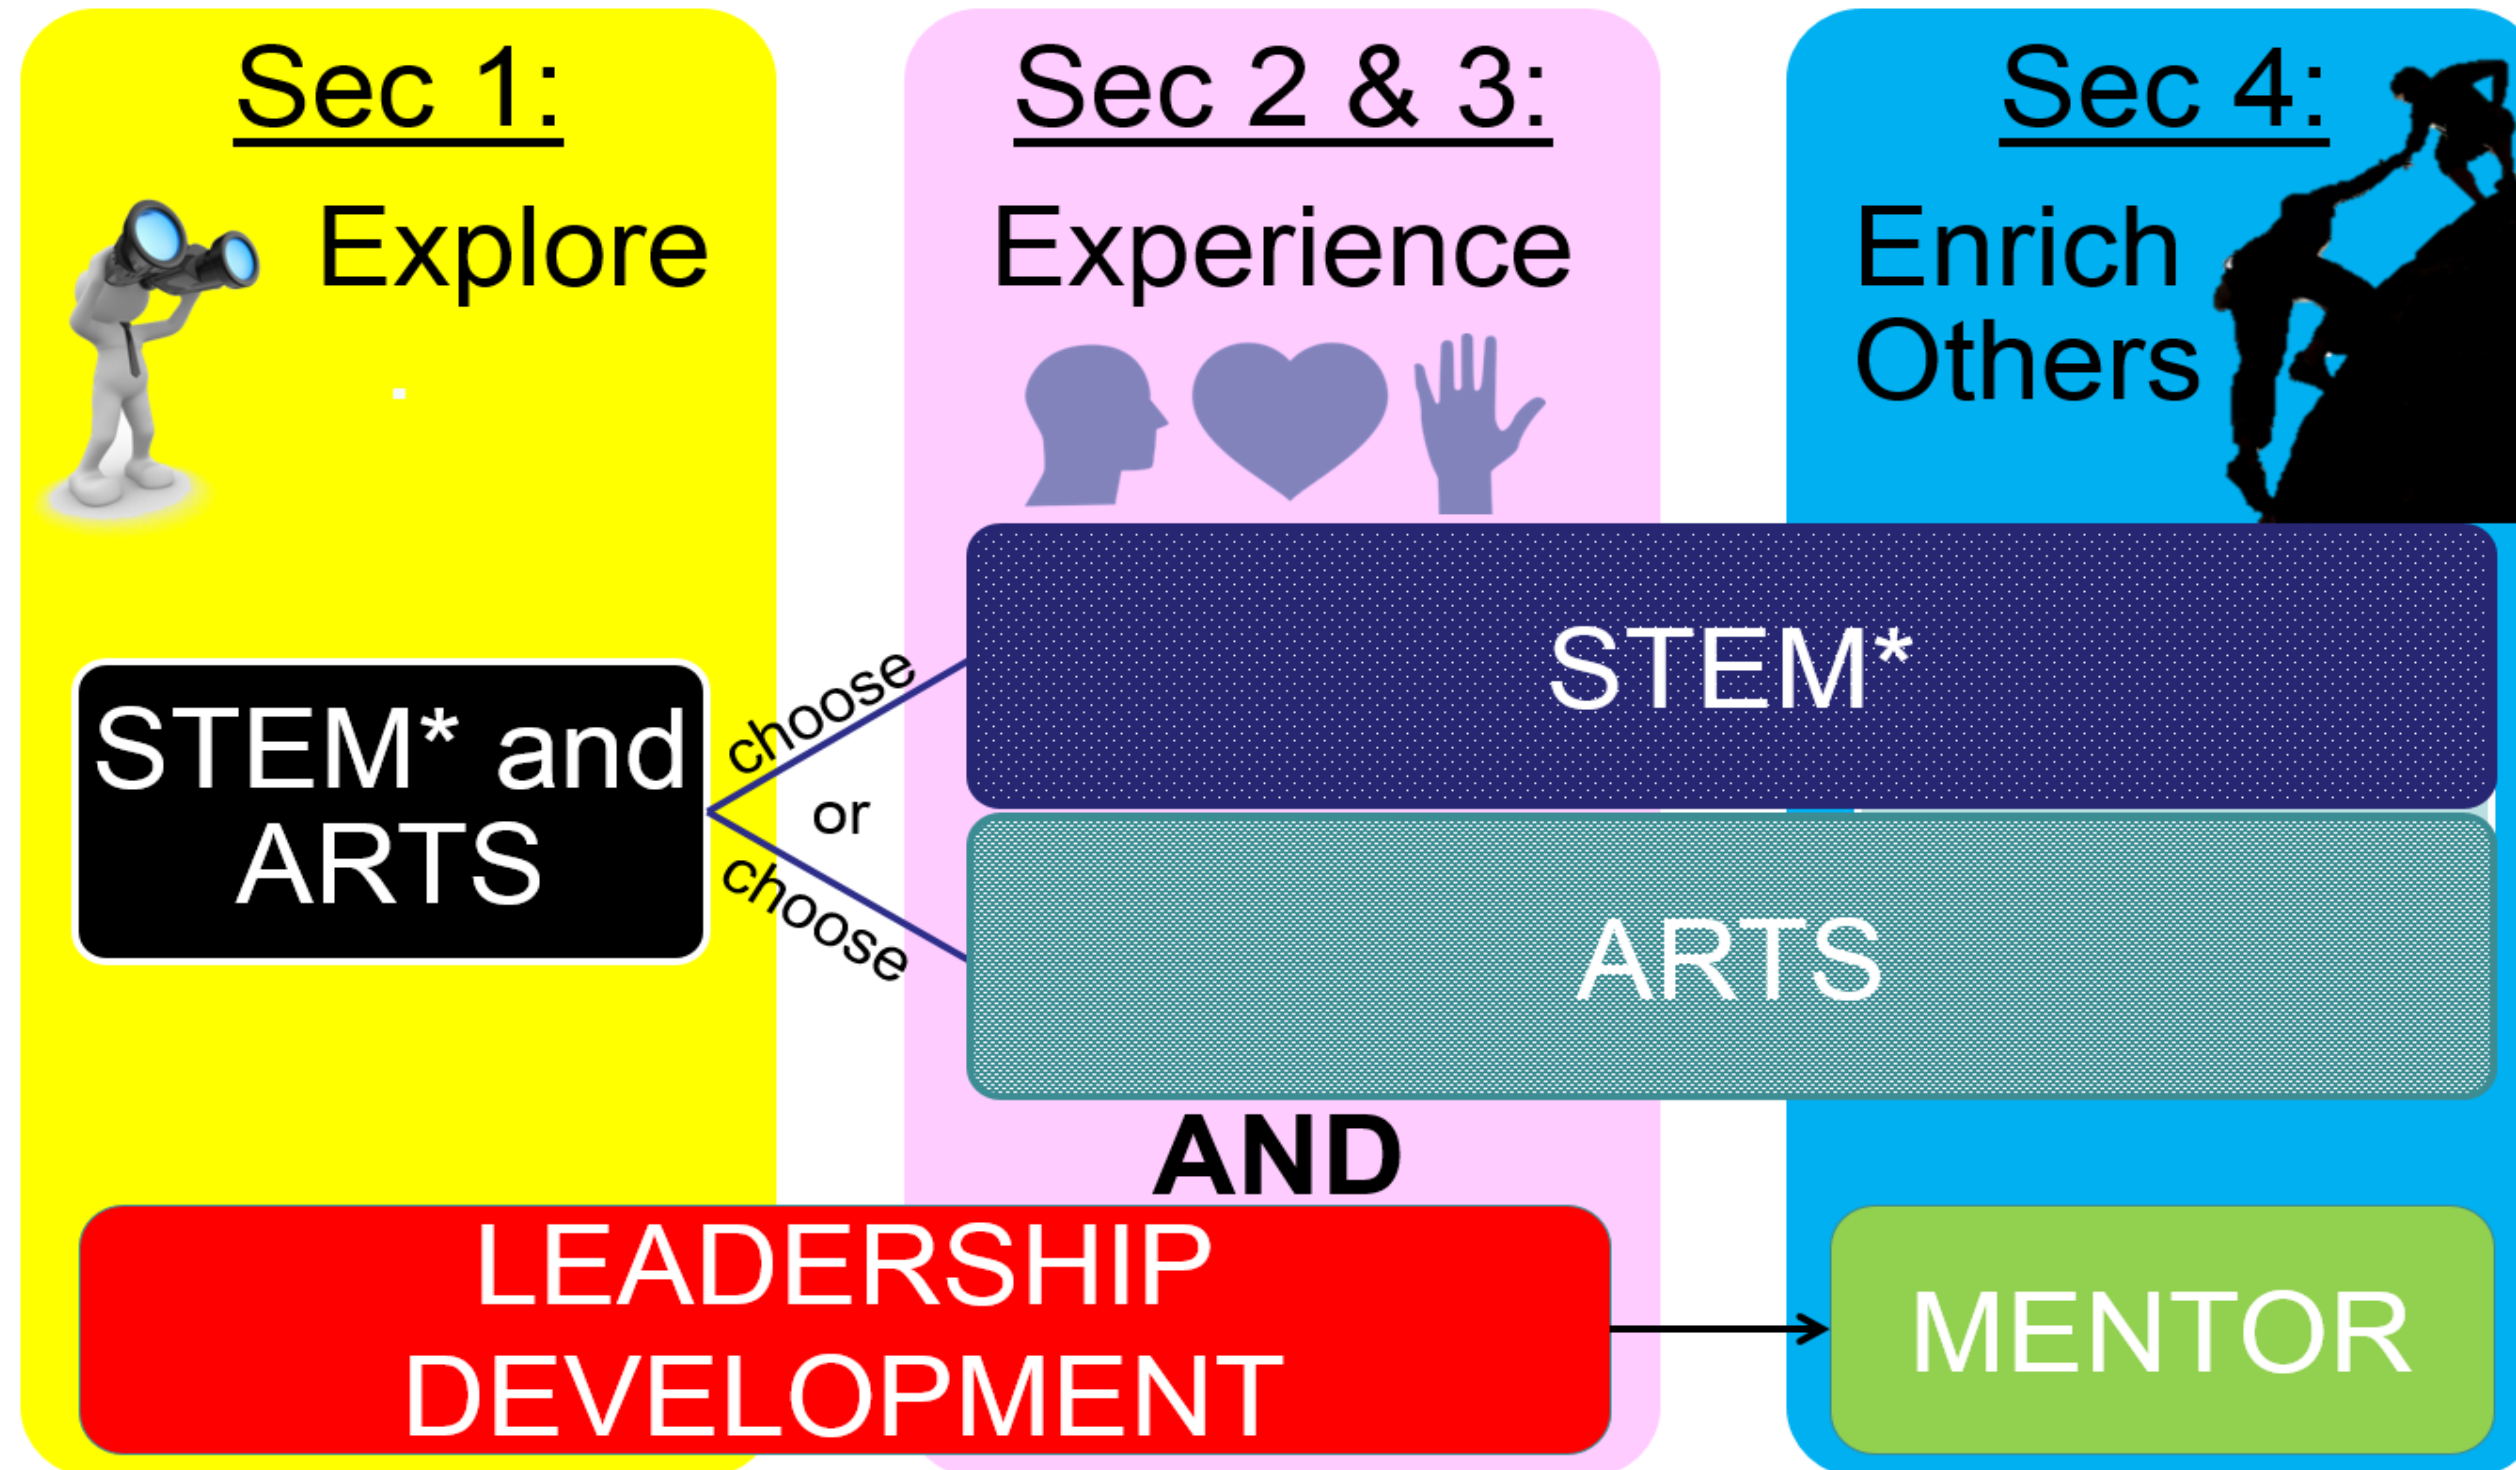 Sec 1:
Explore
STEM* and
ARTS
choose
or
choose
Sec 2 & 3:
Experience
Sec 4:
Enrich
Others
STEM*
ARTS
AND
LEADERSHIP
DEVELOPMENT
MENTOR